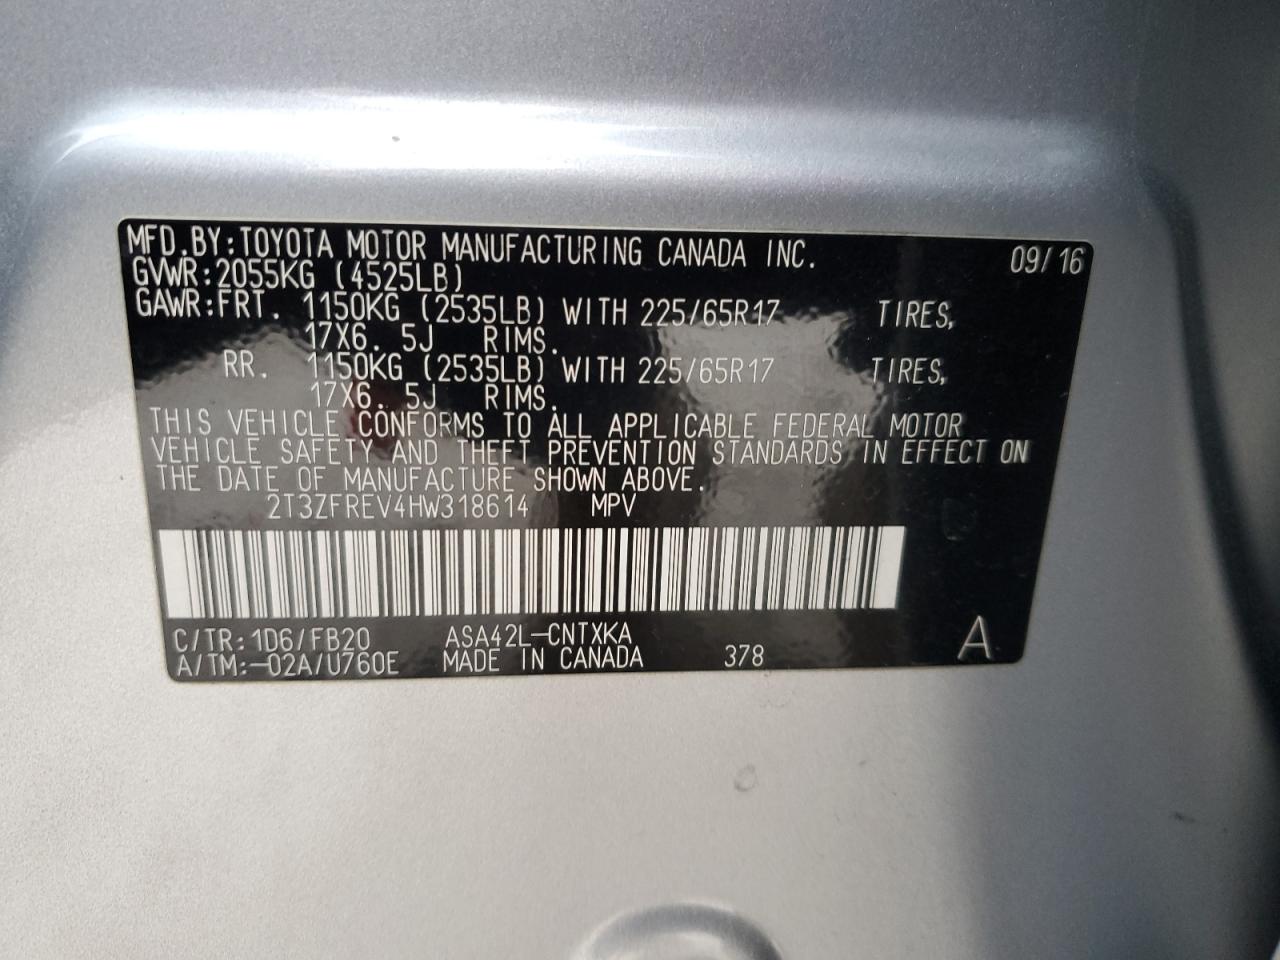 MFD.BY:TOYOTA MOTOR MANUFACTURING CANADA INC. 09/16
GVWR:2055KG (4525LB)
GAWR:FRT. 1150KG (2535LB) WITH 225/65R17 TIRES,
17X6.5J RIMS.
RR. 1150KG (2535LB) WITH 225/65R17 TIRES,
17X6.5J RIMS.
THIS VEHICLE CONFORMS TO ALL APPLICABLE FEDERAL MOTOR
VEHICLE SAFETY AND THEFT PREVENTION STANDARDS IN EFFECT ON
THE DATE OF MANUFACTURE SHOWN ABOVE.
2T3ZFREV4HW318614 MPV
C/TR:1D6/FB20 ASA42L-CNTXKA A
A/TM:-02A/U760E MADE IN CANADA 378